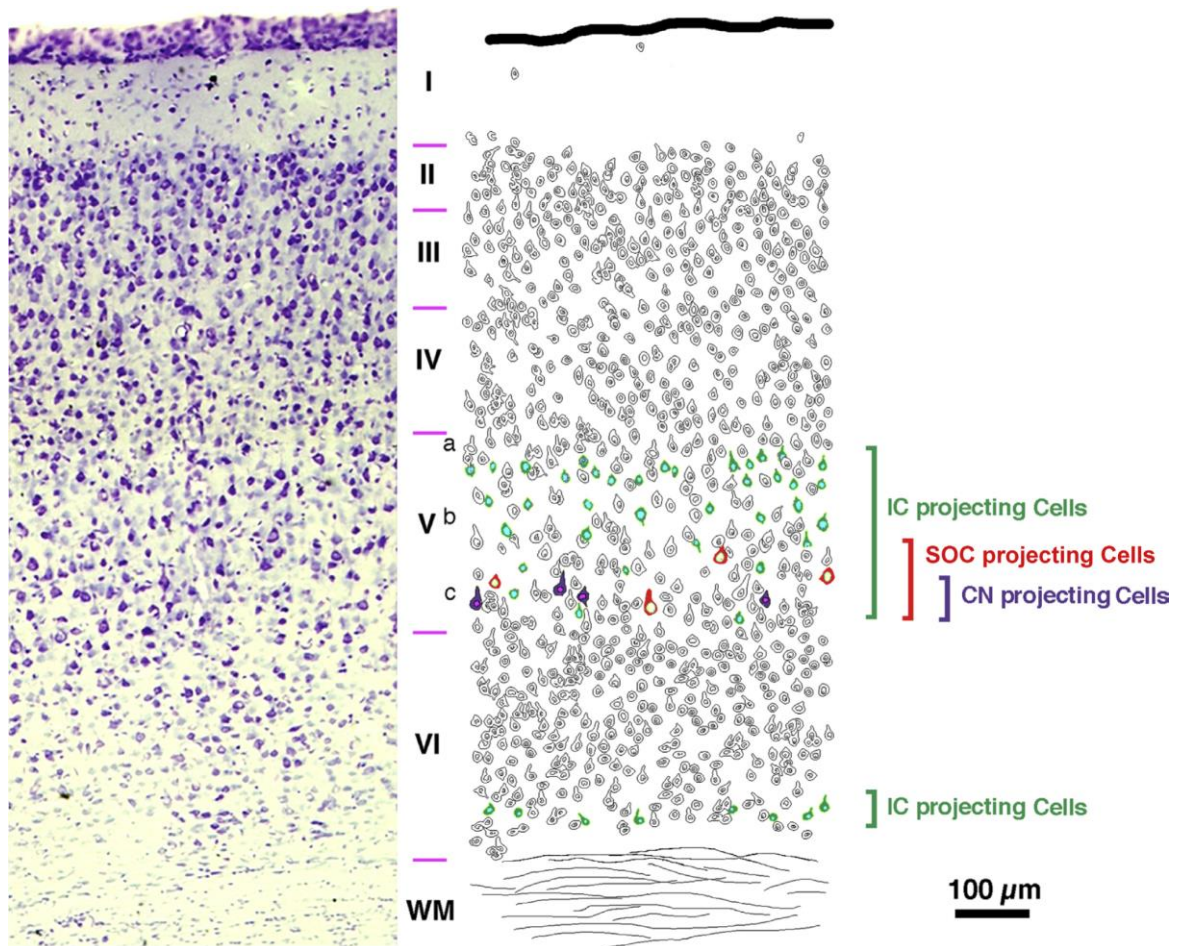 I
II
III
IV
a
V
b
c
VI
WM
IC projecting Cells
SOC projecting Cells
CN projecting Cells
IC projecting Cells
100 µm